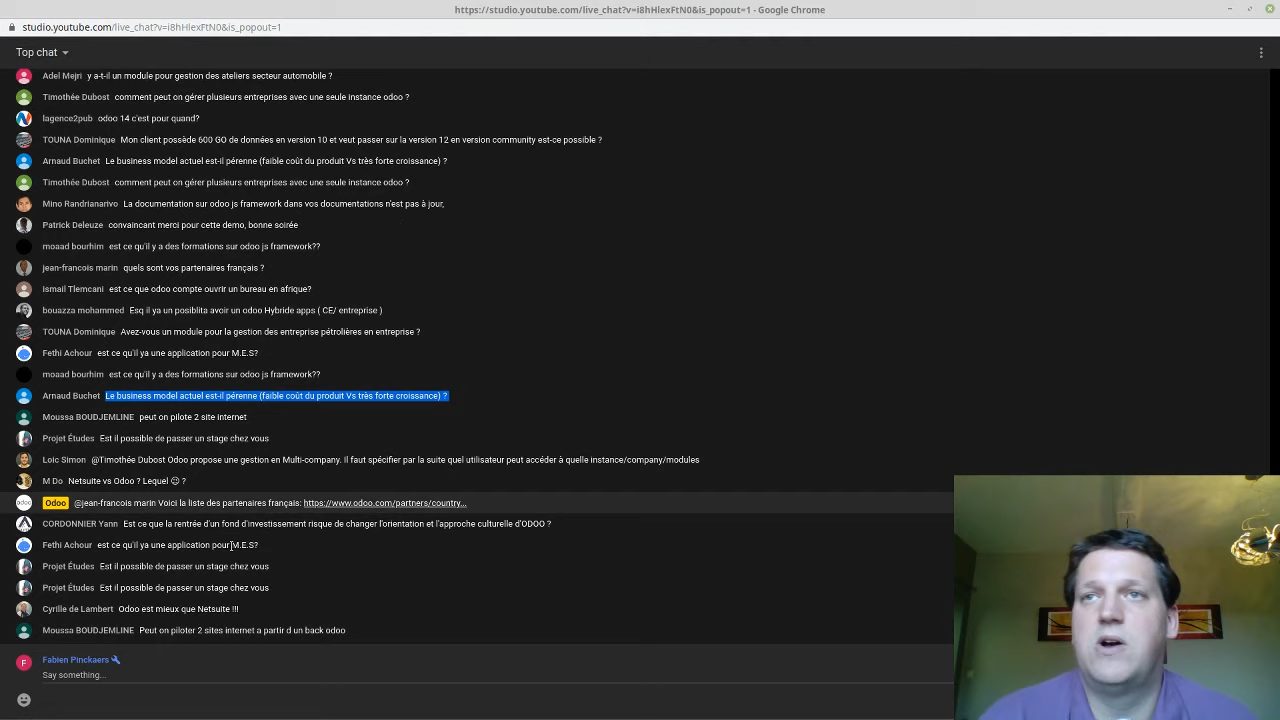 https://studio.youtube.com/live_chat?v=i8hHlexFtN0&is_popout=1 - Google Chrome
studio.youtube.com/live_chat?v=i8hHlexFtN0&is_popout=1
Top chat
Adel Mejri y a-t-il un module pour gestion des ateliers secteur automobile ?
Timothée Dubost comment peut on gérer plusieurs entreprises avec une seule instance odoo ?
lagence2pub odoo 14 c'est pour quand?
TOUNA Dominique Mon client possède 600 GO de données en version 10 et veut passer sur la version 12 en version community est-ce possible ?
Arnaud Buchet Le business model actuel est-il pérenne (faible coût du produit Vs très forte croissance) ?
Timothée Dubost comment peut on gérer plusieurs entreprises avec une seule instance odoo ?
Mino Randrianarivo La documentation sur odoo js framework dans vos documentations n'est pas à jour,
Patrick Deleuze convaincant merci pour cette demo, bonne soirée
moaad bourhim est ce qu'il y a des formations sur odoo js framework??
jean-francois marin quels sont vos partenaires français ?
ismail Tlemcani est ce que odoo compte ouvrir un bureau en afrique?
bouazza mohammed Esq il ya un posiblita avoir un odoo Hybride apps ( CE/ entreprise )
TOUNA Dominique Avez-vous un module pour la gestion des entreprise pétrolières en entreprise ?
Fethi Achour est ce qu'il ya une application pour M.E.S?
moaad bourhim est ce qu'il y a des formations sur odoo js framework??
Arnaud Buchet Le business model actuel est-il pérenne (faible coût du produit Vs très forte croissance) ?
Moussa BOUDJEMLINE peut on pilote 2 site internet
Projet Études Est il possible de passer un stage chez vous
Loic Simon @Timothée Dubost Odoo propose une gestion en Multi-company. Il faut spécifier par la suite quel utilisateur peut accéder à quelle instance/company/modules
M Do Netsuite vs Odoo ? Lequel 😉 ?
odoo Odoo @jean-francois marin Voici la liste des partenaires français: https://www.odoo.com/partners/country...
CORDONNIER Yann Est ce que la rentrée d'un fond d'investissement risque de changer l'orientation et l'approche culturelle d'ODOO ?
Fethi Achour est ce qu'il ya une application pour M.E.S?
Projet Études Est il possible de passer un stage chez vous
Projet Études Est il possible de passer un stage chez vous
Cyrille de Lambert Odoo est mieux que Netsuite !!!
Moussa BOUDJEMLINE Peut on piloter 2 sites internet a partir d un back odoo
F Fabien Pinckaers
Say something...